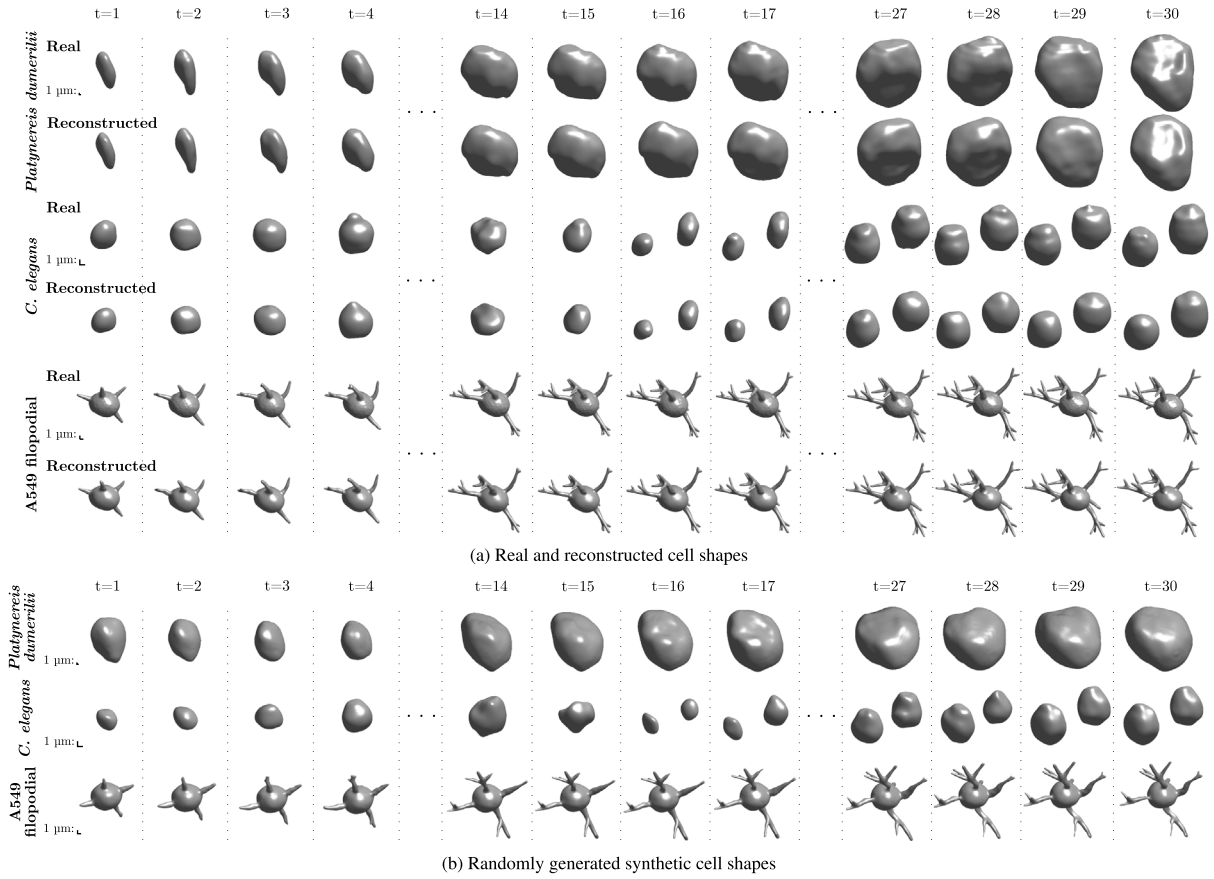 t=1 t=2 t=3 t=4 t=14 t=15 t=16 t=17 t=27 t=28 t=29 t=30
Platynereis dumerilii
Real
1 µm:
. . . . . .
Reconstructed
C. elegans
Real
1 µm:
. . . . . .
Reconstructed
A549 filopodial
Real
1 µm:
. . . . . .
Reconstructed
(a) Real and reconstructed cell shapes
t=1 t=2 t=3 t=4 t=14 t=15 t=16 t=17 t=27 t=28 t=29 t=30
Platynereis
dumerilii
1 µm:
C. elegans
. . . . . .
1 µm:
A549
filopodial
1 µm:
(b) Randomly generated synthetic cell shapes